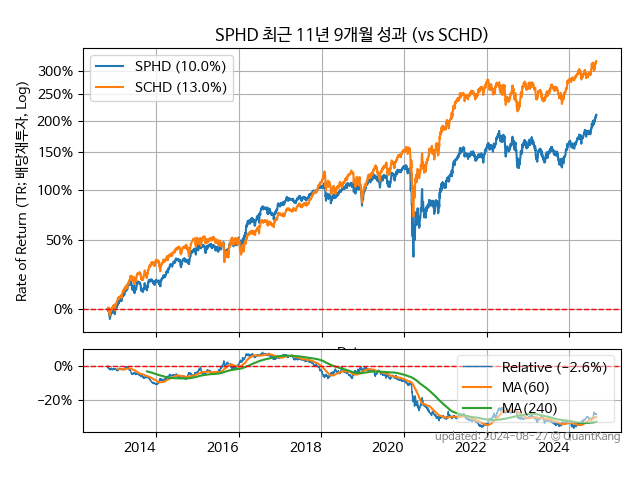 SPHD 최근 11년 9개월 성과 (vs SCHD)
SPHD (10.0%)
SCHD (13.0%)
300%
250%
200%
150%
100%
50%
0%
Rate of Return (TR: 배당재투자, Log)
0%
−20%
Relative (−2.6%)
MA(60)
MA(240)
2014
2016
2018
2020
2022
2024
updated: 2024-08-27 © QuantKang